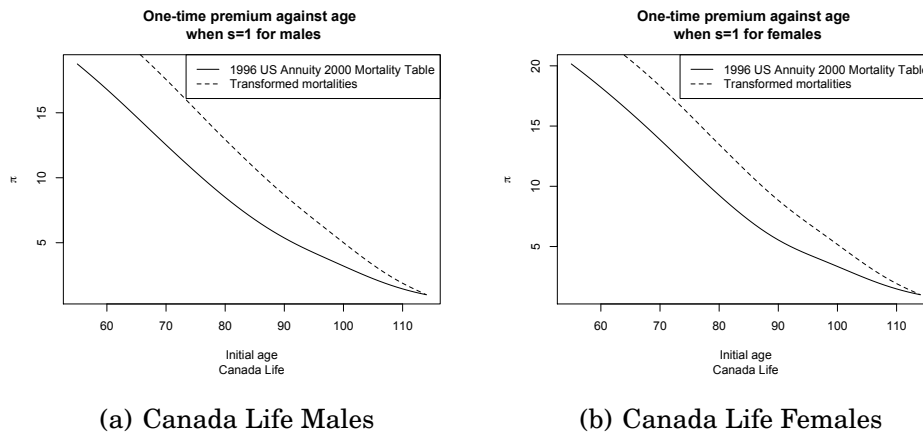 One-time premium against age
when s=1 for males
1996 US Annuity 2000 Mortality Table
Transformed mortalities
π
5
10
15
60 70 80 90 100 110
Initial age
Canada Life
(a) Canada Life Males
One-time premium against age
when s=1 for females
1996 US Annuity 2000 Mortality Table
Transformed mortalities
π
5
10
15
20
60 70 80 90 100 110
Initial age
Canada Life
(b) Canada Life Females